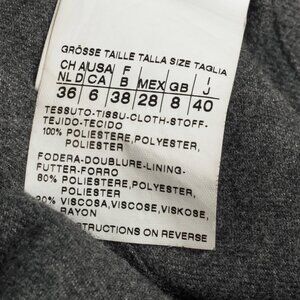 GRÖSSE TAILLE TALLA SIZE TAGLIA
CH A USA F I
NL D CA B MEX GB J
36 6 38 28 8 40
TESSUTO-TISSU-CLOTH-STOFF-
TEJIDO-TECIDO
100% POLIESTERE,POLYESTER,
POLIESTER
FODERA-DOUBLURE-LINING-
FUTTER-FORRO
80% POLIESTERE,POLYESTER,
POLIESTER
20% VISCOSA,VISCOSE,VISKOSE,
RAYON
INSTRUCTIONS ON REVERSE